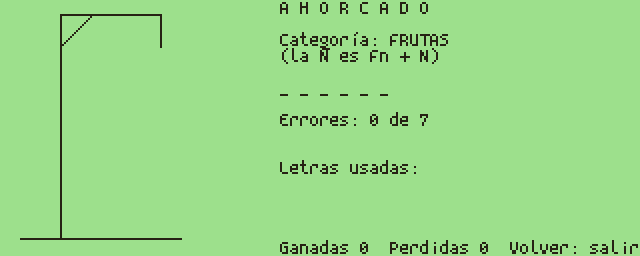 A H O R C A D O
Categoría: FRUTAS
(la Ñ es Fn + N)
_ _ _ _ _ _
Errores: 0 de 7
Letras usadas:
Ganadas 0  Perdidas 0  Volver: salir